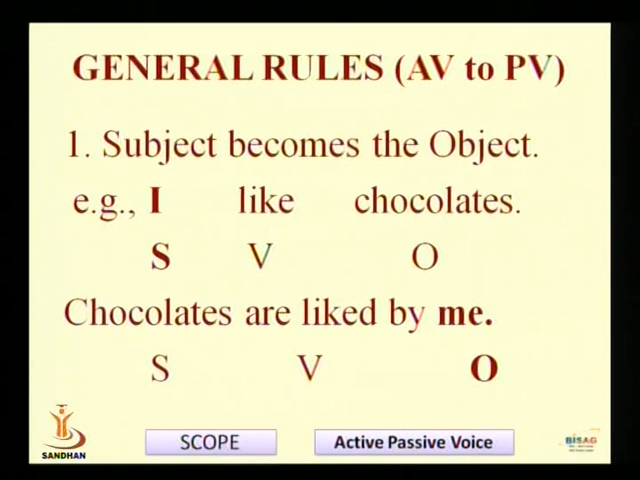 GENERAL RULES (AV to PV)
1. Subject becomes the Object.
e.g., I like chocolates.
S V O
Chocolates are liked by me.
S V O
SANDHAN
SCOPE
Active Passive Voice
BISAG